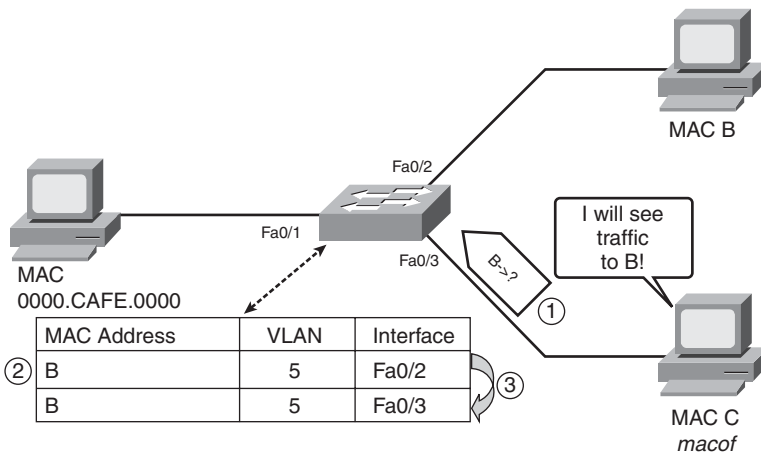 MAC B
Fa0/2
Fa0/1
Fa0/3
MAC
0000.CAFE.0000
B->?
1
I will see
traffic
to B!
MAC Address VLAN Interface
2 B 5 Fa0/2
3
B 5 Fa0/3
MAC C
macof